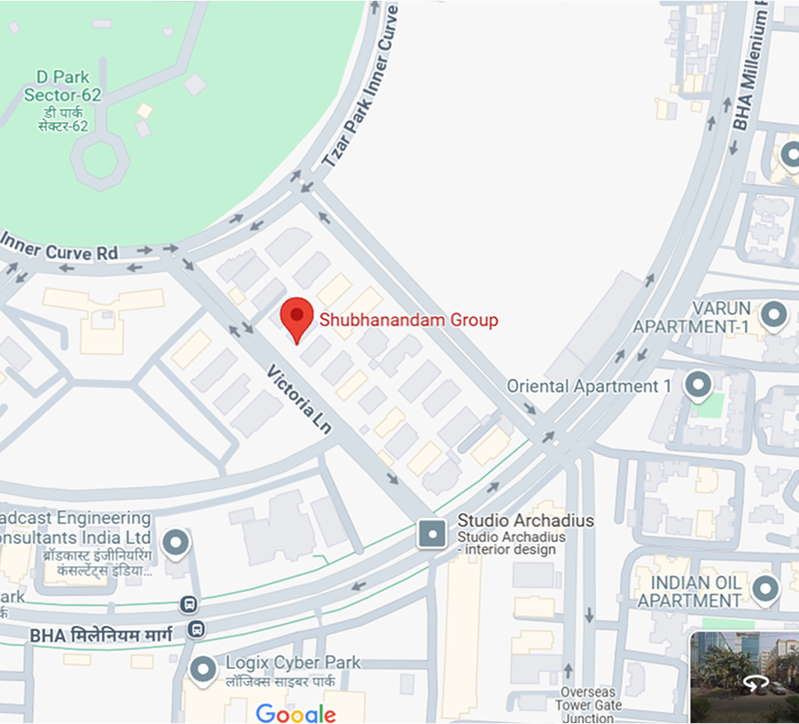 D Park
Sector-62
डी पार्क
सेक्टर-62
Tzar Park Inner Curve
BHA Millenium
Inner Curve Rd
Shubhanandam Group
VARUN
APARTMENT-1
Victoria Ln
Oriental Apartment 1
Engineering
India Ltd
ब्रॉडकास्ट इंजीनियरिंग
कंसल्टेंट्स इंडिया...
Studio Archadius
Studio Archadius
- interior design
INDIAN OIL
APARTMENT
BHA मिलेनियम मार्ग
Logix Cyber Park
लॉजिक्स साइबर पार्क
Google
Overseas
Tower Gate
Junction